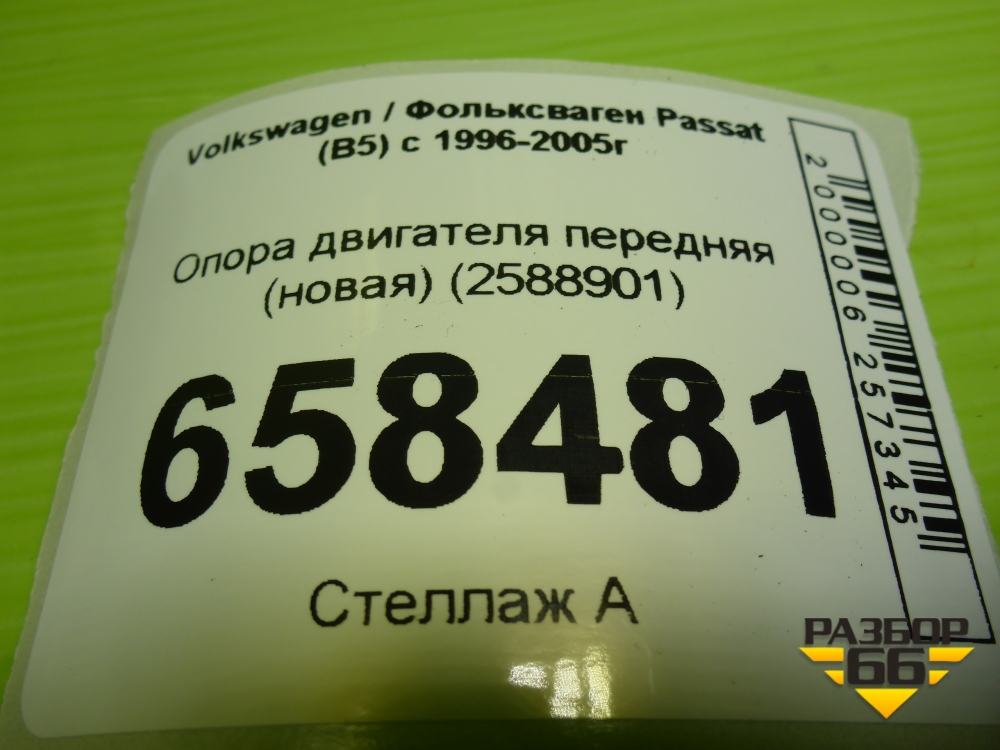 Volkswagen / Фольксваген Passat
(B5) с 1996-2005г
Опора двигателя передняя
(новая) (2588901)
658481
Стеллаж А
2000006257345
РАЗБОР
66